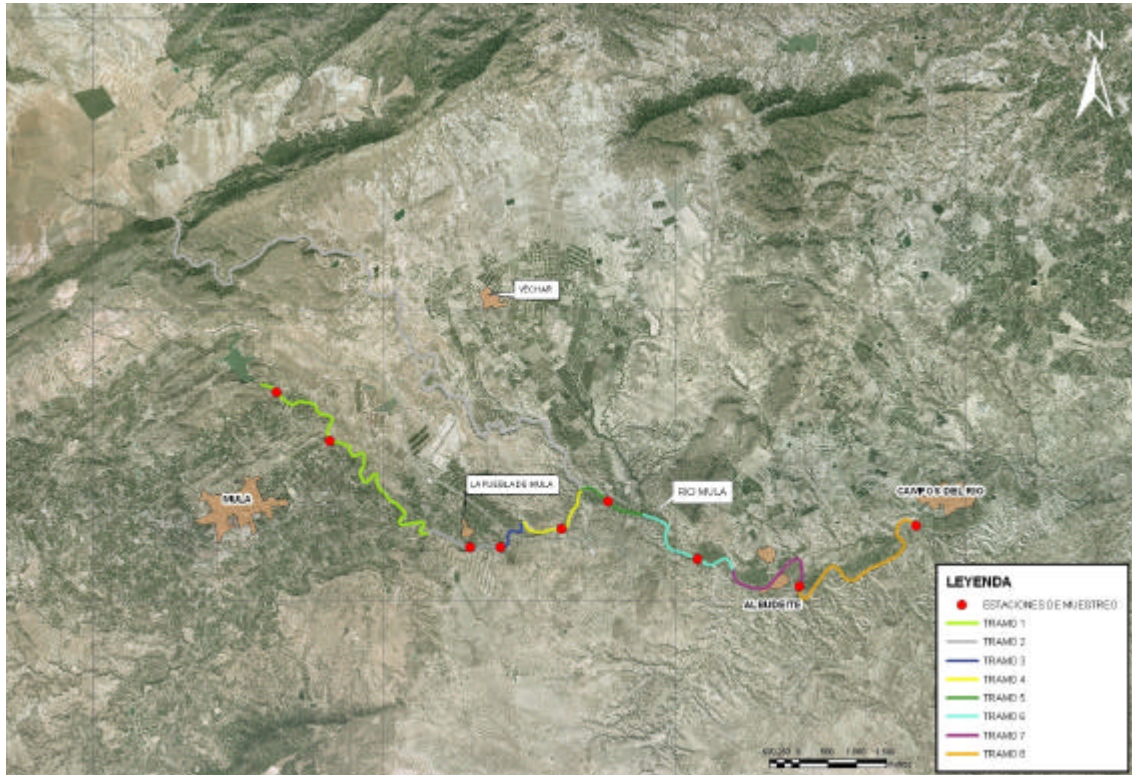 N
YECHAR
LA PUEBLA DE MULA
MULA
RIO MULA
CAMPOS DEL RIO
ALBUDEITE
LEYENDA
ESTACIONES DE MUESTREO
TRAMO 1
TRAMO 2
TRAMO 3
TRAMO 4
TRAMO 5
TRAMO 6
TRAMO 7
TRAMO 8